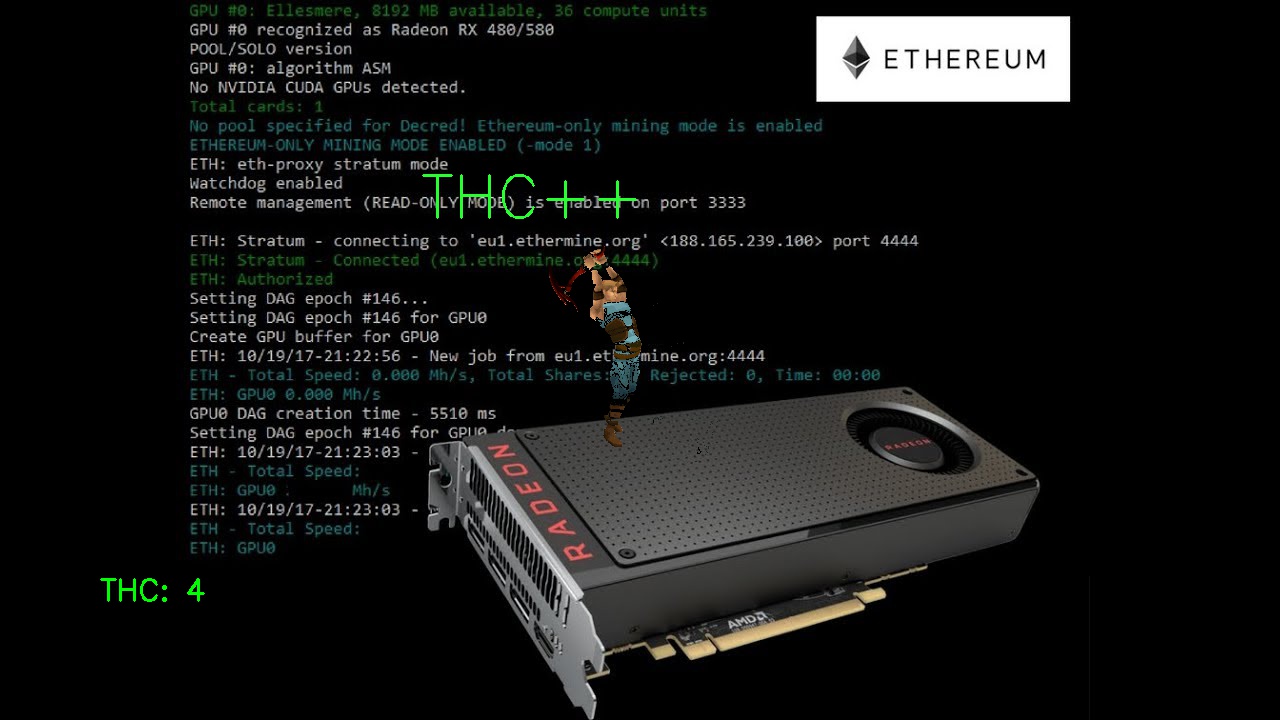 GPU #0: Ellesmere, 8192 MB available, 36 compute units
GPU #0 recognized as Radeon RX 480/580
POOL/SOLO version
GPU #0: algorithm ASM
No NVIDIA CUDA GPUs detected.
Total cards: 1
No pool specified for Decred! Ethereum-only mining mode is enabled
ETHEREUM-ONLY MINING MODE ENABLED (-mode 1)
ETH: eth-proxy stratum mode
Watchdog enabled
Remote management (READ-ONLY MODE) is enabled on port 3333
ETHEREUM
THC++
ETH: Stratum - connecting to 'eu1.ethermine.org' <188.165.239.100> port 4444
ETH: Stratum - Connected (eu1.ethermine.org:4444)
ETH: Authorized
Setting DAG epoch #146...
Setting DAG epoch #146 for GPU0
Create GPU buffer for GPU0
ETH: 10/19/17-21:22:56 - New job from eu1.ethermine.org:4444
ETH - Total Speed: 0.000 Mh/s, Total Shares: Rejected: 0, Time: 00:00
ETH: GPU0 0.000 Mh/s
GPU0 DAG creation time - 5510 ms
Setting DAG epoch #146 for GPU0
ETH: 10/19/17-21:23:03 -
ETH - Total Speed:
ETH: GPU0 Mh/s
ETH: 10/19/17-21:23:03 -
ETH - Total Speed:
ETH: GPU0
THC: 4
RADEON
RADEON
AMD